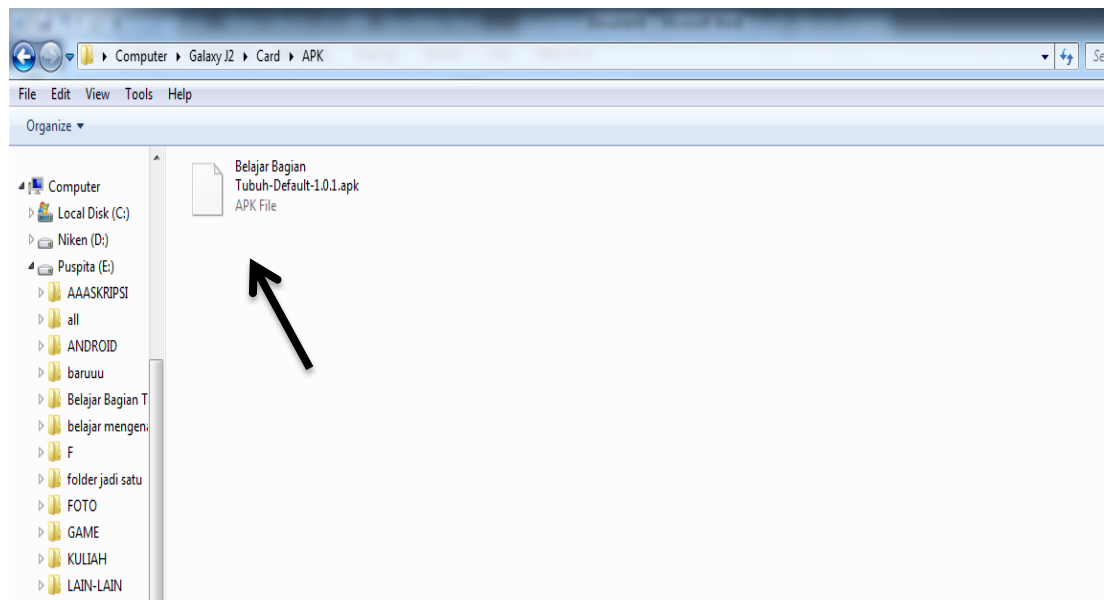 Computer ▸ Galaxy J2 ▸ Card ▸ APK
Se
File Edit View Tools Help
Organize
Computer
Local Disk (C:)
Niken (D:)
Puspita (E:)
AAASKRIPSI
all
ANDROID
baruuu
Belajar Bagian T
belajar mengena
F
folder jadi satu
FOTO
GAME
KULIAH
LAIN-LAIN
Belajar Bagian
Tubuh-Default-1.0.1.apk
APK File